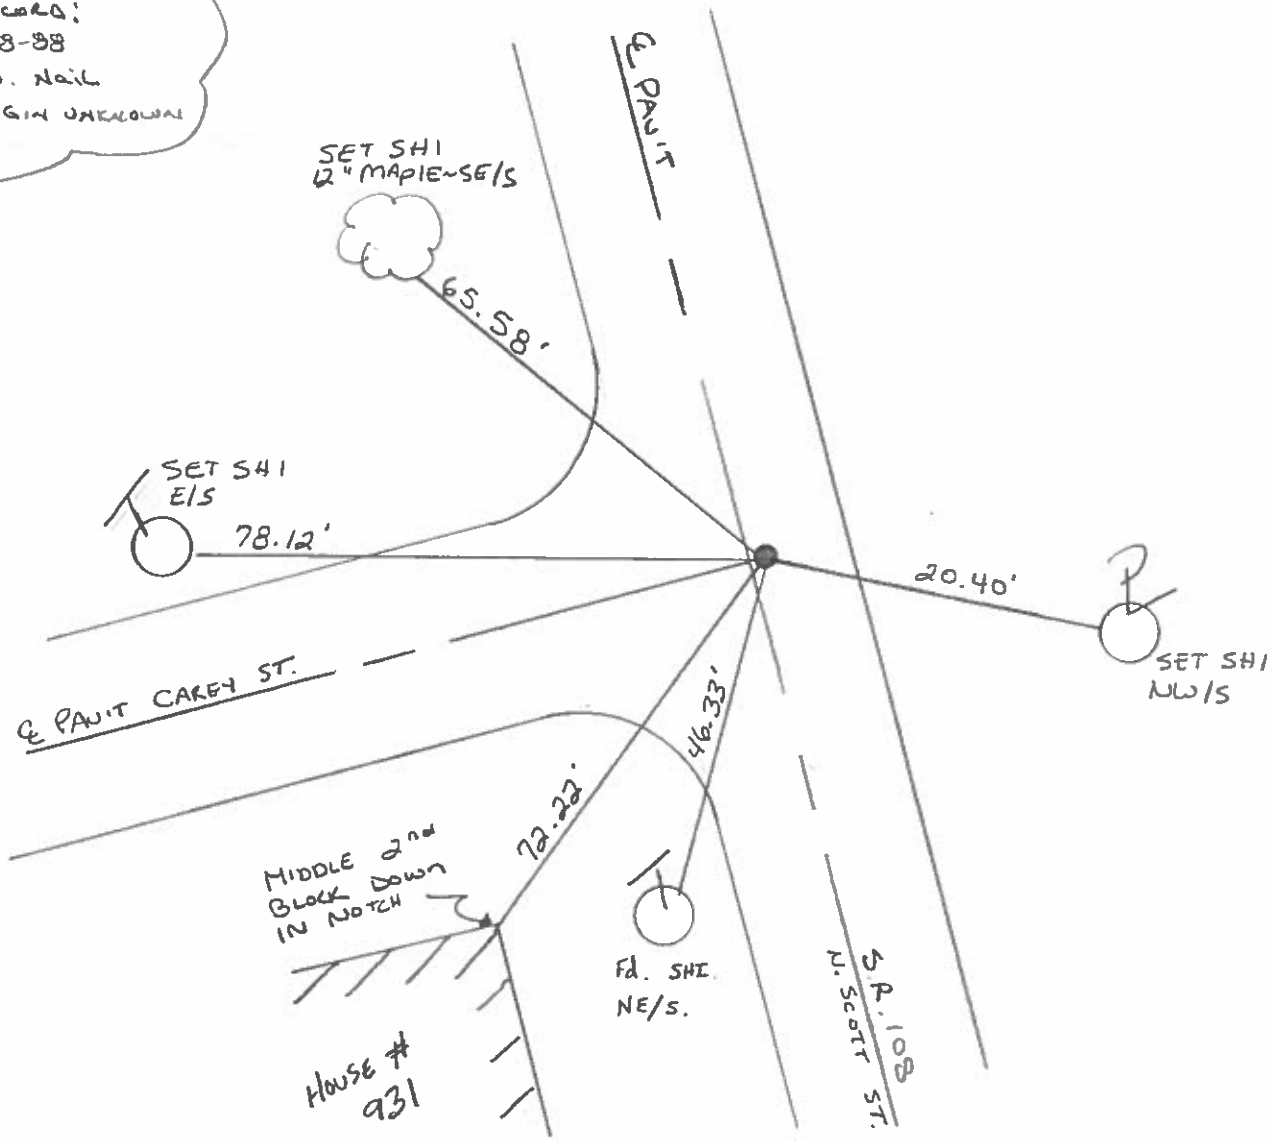 8-88
. Nail
GIN UNKNOWN
SET SHI
12" MAPLE~SE/S
℄ PAV'T
65.58'
SET SHI
E/S
78.12'
20.40'
SET SHI
NW/S
℄ PAV'T CAREY ST.
46.33'
72.22'
MIDDLE 2nd
BLOCK DOWN
IN NOTCH
Fd. SHI.
NE/S.
S.R. 108
N. SCOTT ST.
HOUSE #
931